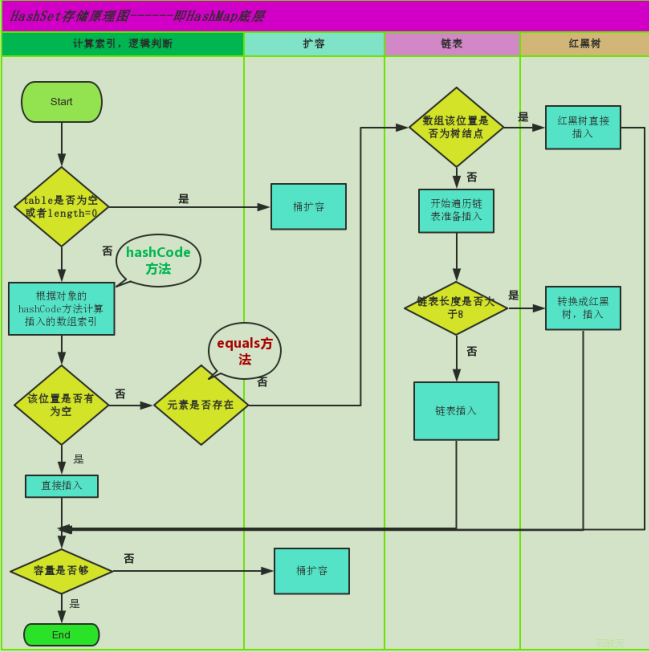 HashSet存储原理图------即HashMap底层
计算索引，逻辑判断
扩容
链表
红黑树
Start
table是否为空
或者length=0
是
桶扩容
否
hashCode
方法
根据对象的
hashCode方法计算
插入的数组索引
该位置是否有
为空
否
元素是否存在
equals方
法
否
是
直接插入
数组该位置是
否为树结点
是
红黑树直接
插入
否
开始遍历链
表准备插入
链表长度是否大
于8
是
转换成红黑
树，插入
否
链表插入
容量是否够
否
桶扩容
是
End